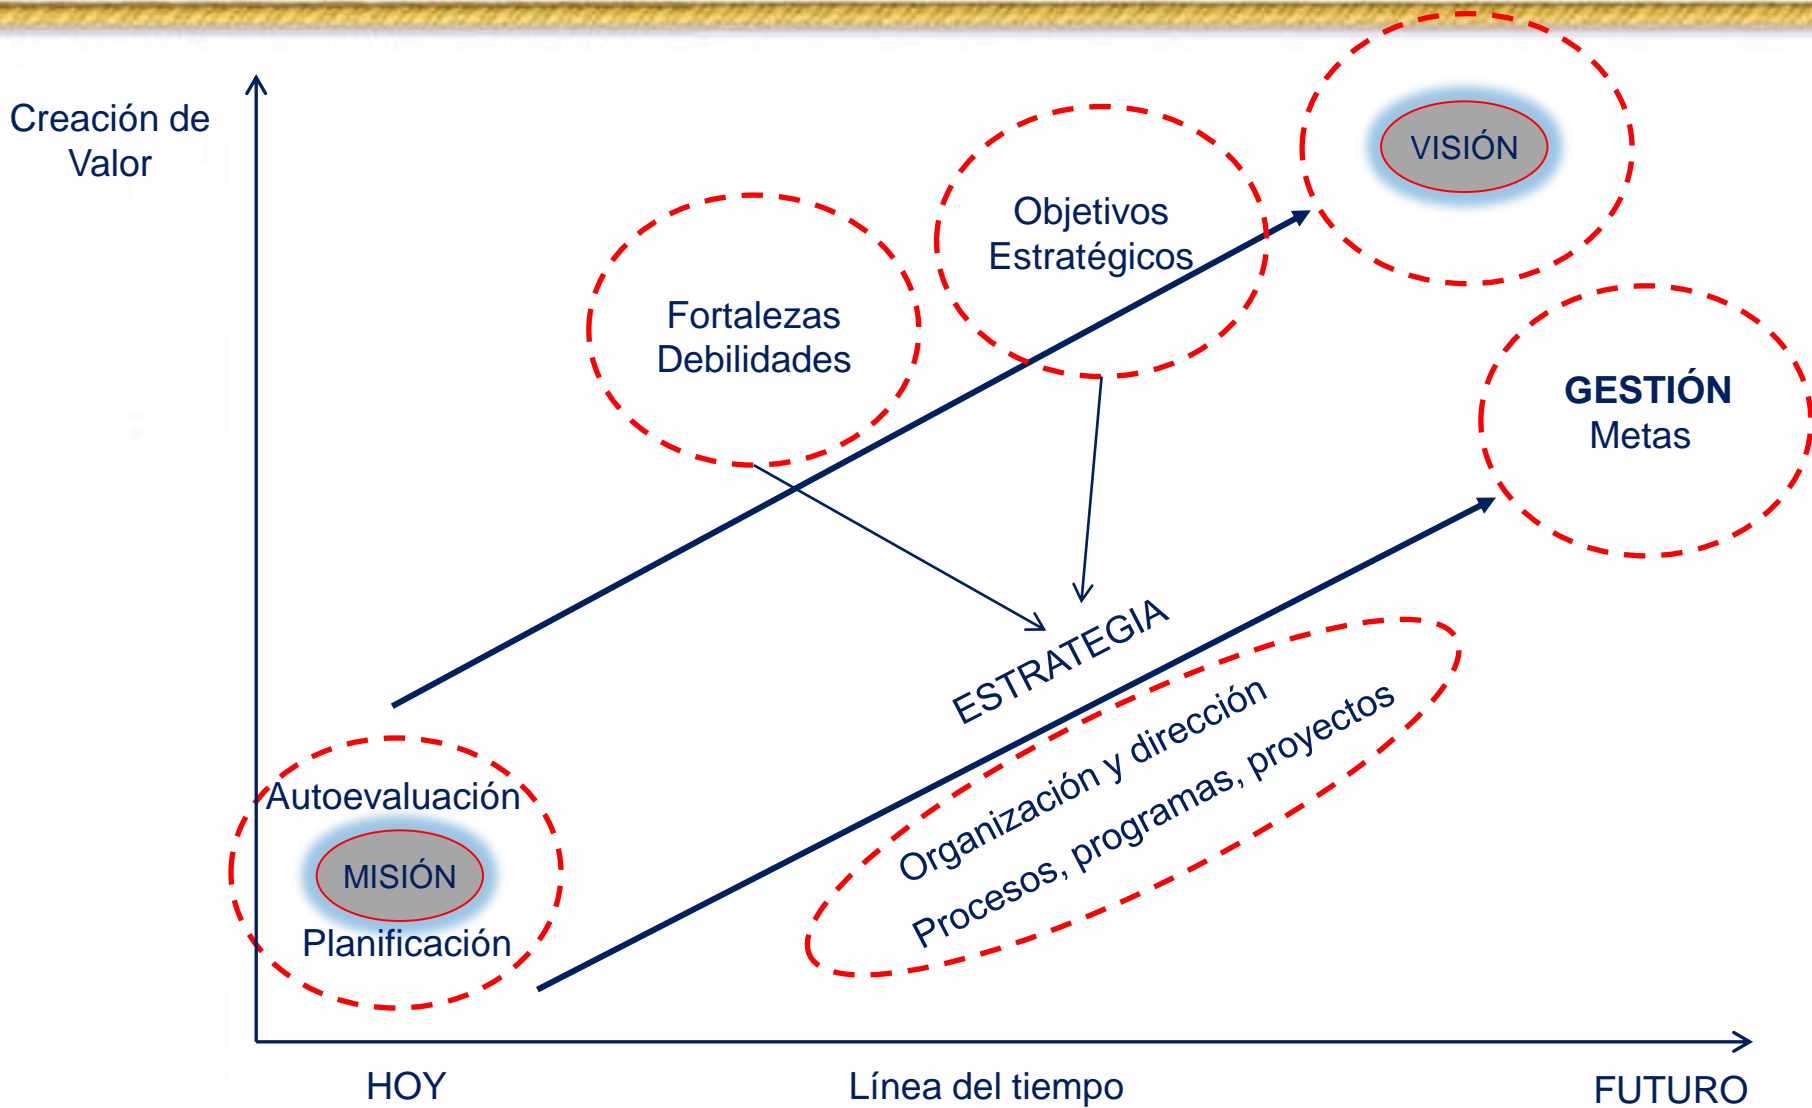 Creación de
Valor
VISIÓN
Objetivos
Estratégicos
Fortalezas
Debilidades
GESTIÓN
Metas
ESTRATEGIA
Organización y dirección
Procesos, programas, proyectos
Autoevaluación
MISIÓN
Planificación
HOY
Línea del tiempo
FUTURO